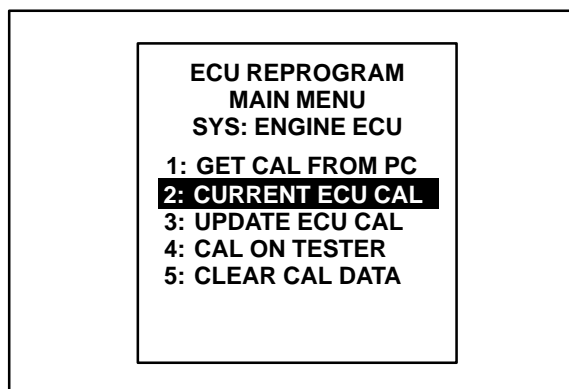 ECU REPROGRAM
MAIN MENU
SYS: ENGINE ECU
1: GET CAL FROM PC
2: CURRENT ECU CAL
3: UPDATE ECU CAL
4: CAL ON TESTER
5: CLEAR CAL DATA